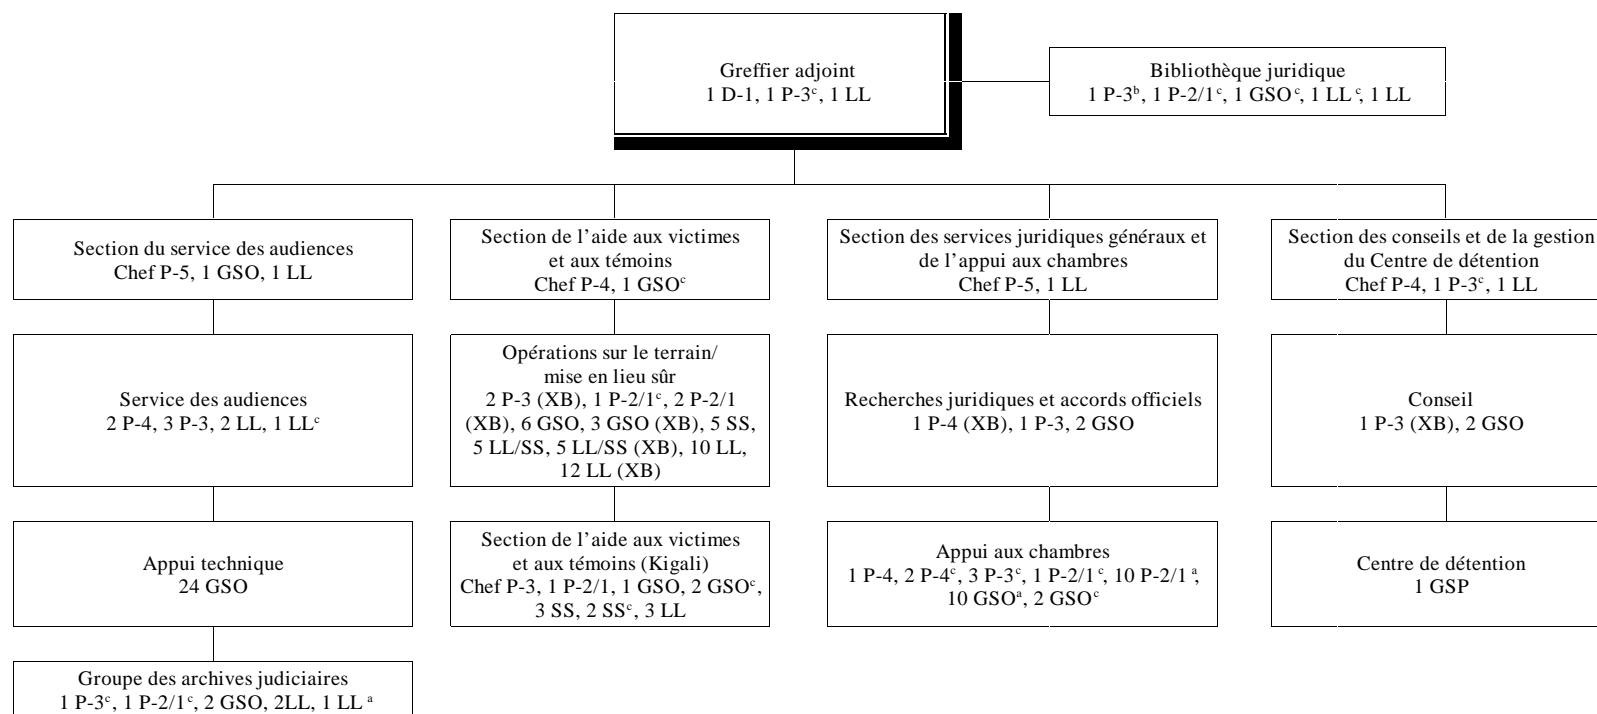 Greffier adjoint
1 D-1, 1 P-3ᶜ, 1 LL
Bibliothèque juridique
1 P-3ᵇ, 1 P-2/1ᶜ, 1 GSOᶜ, 1 LLᶜ, 1 LL
Section du service des audiences
Chef P-5, 1 GSO, 1 LL
Section de l’aide aux victimes
et aux témoins
Chef P-4, 1 GSOᶜ
Section des services juridiques généraux et
de l’appui aux chambres
Chef P-5, 1 LL
Section des conseils et de la gestion
du Centre de détention
Chef P-4, 1 P-3ᶜ, 1 LL
Service des audiences
2 P-4, 3 P-3, 2 LL, 1 LLᶜ
Opérations sur le terrain/
mise en lieu sûr
2 P-3 (XB), 1 P-2/1ᶜ, 2 P-2/1
(XB), 6 GSO, 3 GSO (XB), 5 SS,
5 LL/SS, 5 LL/SS (XB), 10 LL,
12 LL (XB)
Recherches juridiques et accords officiels
1 P-4 (XB), 1 P-3, 2 GSO
Conseil
1 P-3 (XB), 2 GSO
Appui technique
24 GSO
Section de l’aide aux victimes
et aux témoins (Kigali)
Chef P-3, 1 P-2/1, 1 GSO, 2 GSOᶜ,
3 SS, 2 SSᶜ, 3 LL
Appui aux chambres
1 P-4, 2 P-4ᶜ, 3 P-3ᶜ, 1 P-2/1ᶜ, 10 P-2/1ᵃ,
10 GSOᵃ, 2 GSOᶜ
Centre de détention
1 GSP
Groupe des archives judiciaires
1 P-3ᶜ, 1 P-2/1ᶜ, 2 GSO, 2LL, 1 LLᵃ